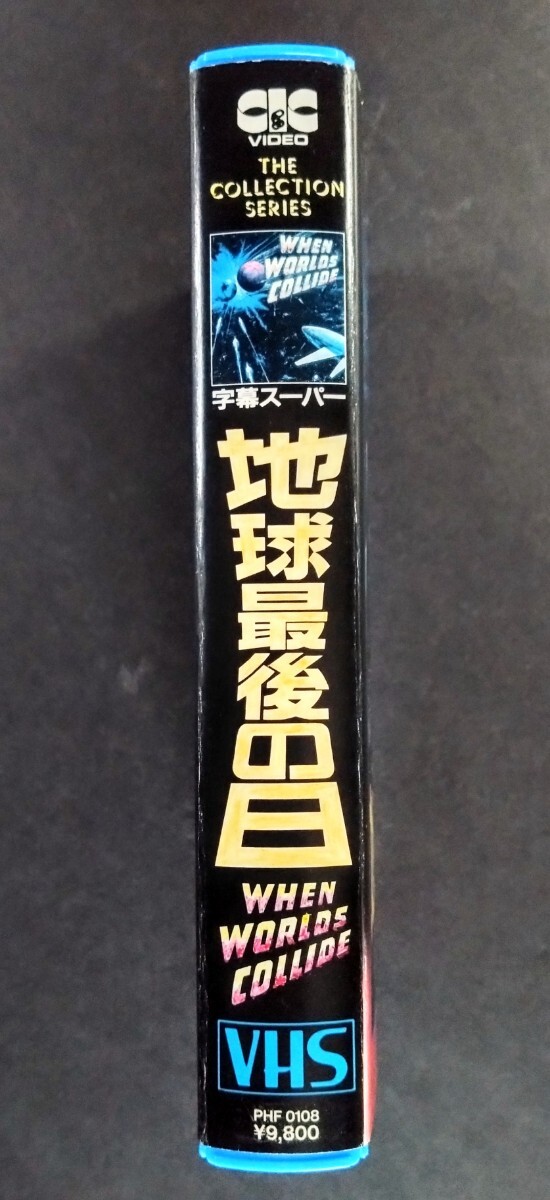 CIC
VIDEO
THE
COLLECTION
SERIES
WHEN
WORLDS
COLLIDE
字幕スーパー
地球最後の日
WHEN
WORLDS
COLLIDE
VHS
PHF 0108
¥9,800